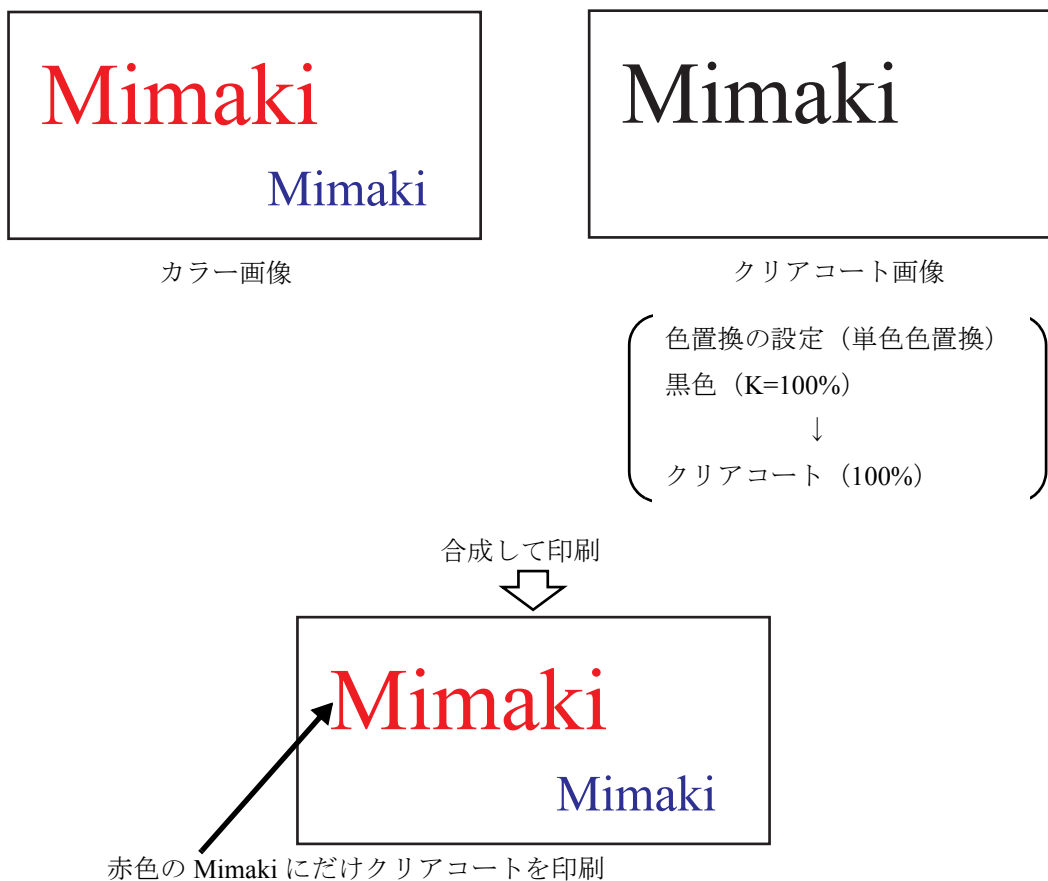 Mimaki
Mimaki
カラー画像
Mimaki
クリアコート画像
色置換の設定（単色色置換）
黒色（K=100%）
↓
クリアコート（100%）
合成して印刷
Mimaki
Mimaki
赤色の Mimaki にだけクリアコートを印刷